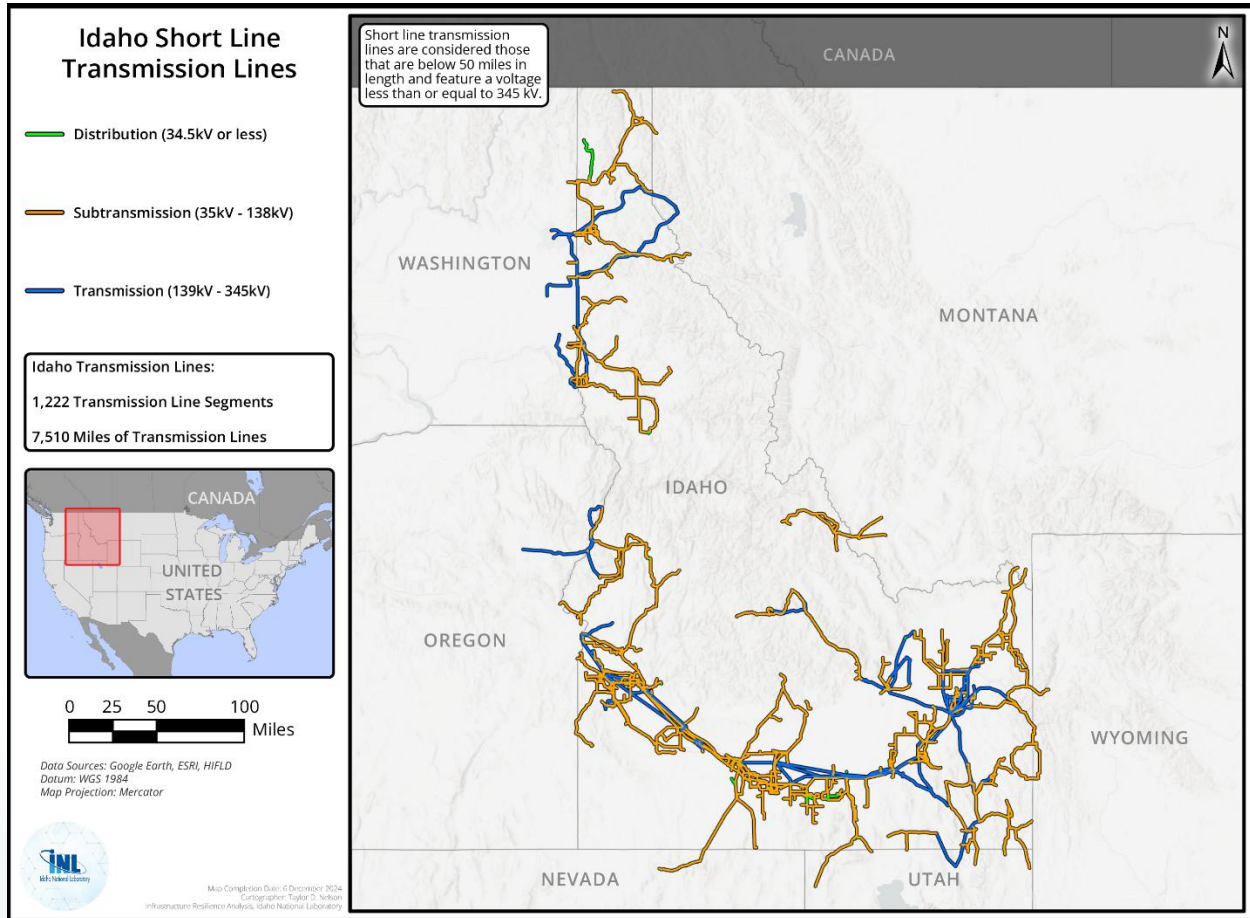 Idaho Short Line
Transmission Lines
Distribution (34.5kV or less)
Subtransmission (35kV - 138kV)
Transmission (139kV - 345kV)
Idaho Transmission Lines:
1,222 Transmission Line Segments
7,510 Miles of Transmission Lines
CANADA
UNITED
STATES
0 25 50 100
Miles
Data Sources: Google Earth, ESRI, HIFLD
Datum: WGS 1984
Map Projection: Mercator
INL
Idaho National Laboratory
Map Completion Date: 6 December 2024
Cartographer: Taylor D. Nelson
Infrastructure Resilience Analysis, Idaho National Laboratory
Short line transmission
lines are considered those
that are below 50 miles in
length and feature a voltage
less than or equal to 345 kV.
CANADA
N
WASHINGTON
MONTANA
IDAHO
OREGON
WYOMING
NEVADA
UTAH